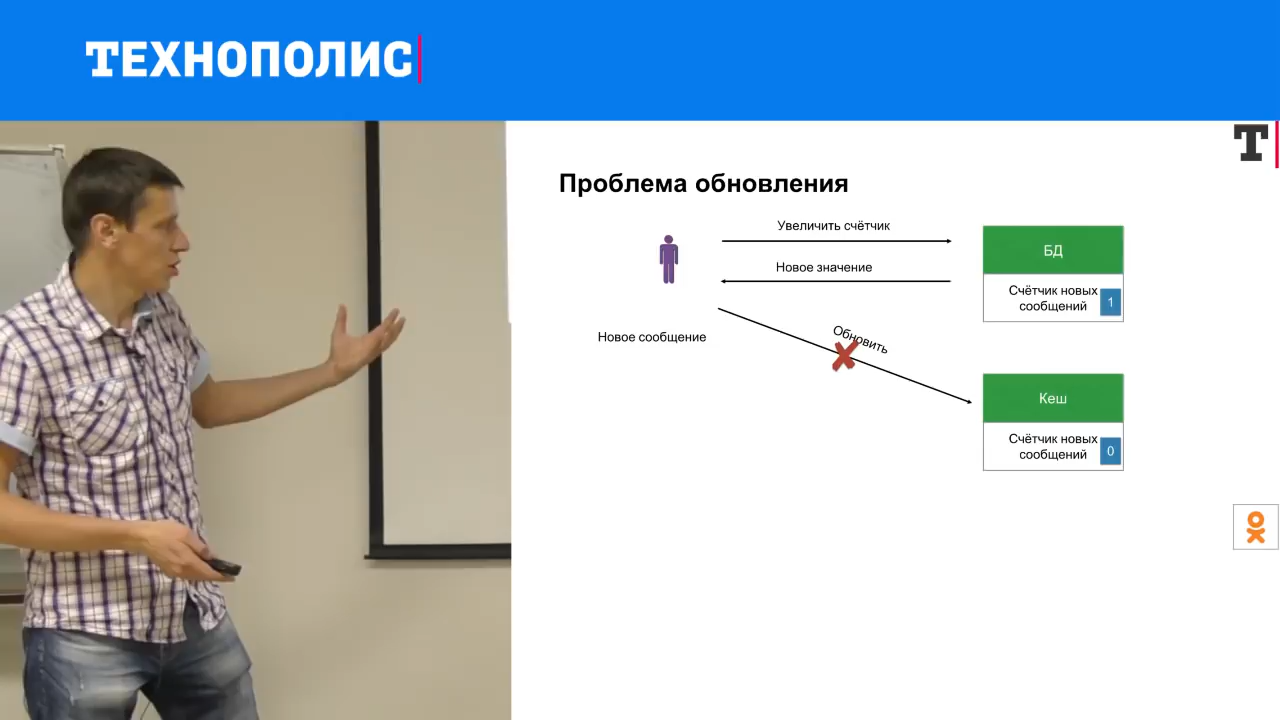 ТЕХНОПОЛИС
Т
Проблема обновления
Увеличить счётчик
БД
Новое значение
Счётчик новых
сообщений
1
Новое сообщение
Обновить
Кеш
Счётчик новых
сообщений
0